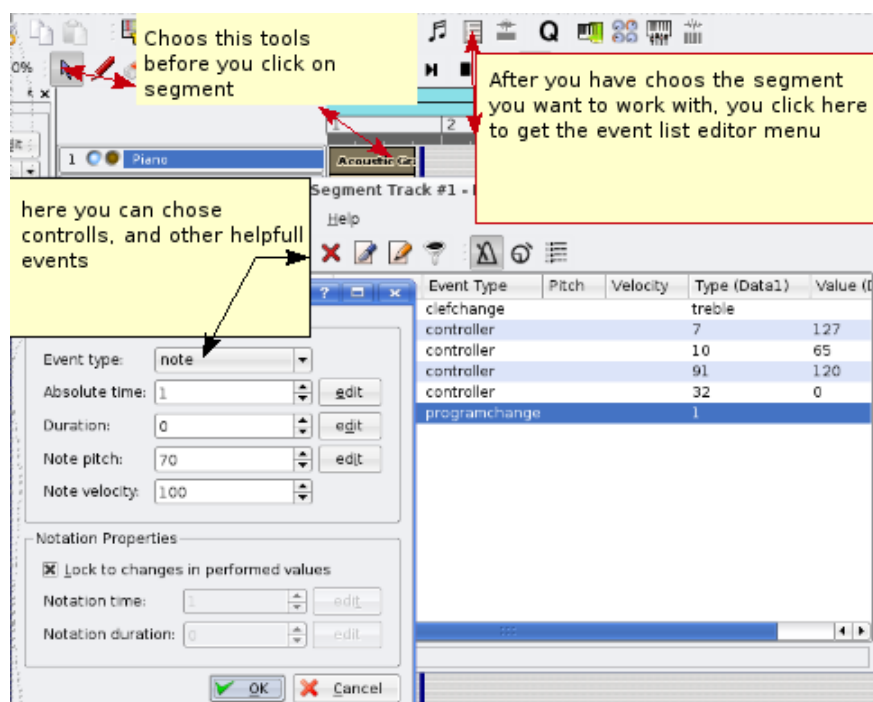 Choos this tools
before you click on
segment
After you have choos the segment
you want to work with, you click here
to get the event list editor menu
Q
0%
2
1 Piano
Acoustic Gr
here you can chose
controlls, and other helpfull
events
Segment Track #1 -
Help
Event Type Pitch Velocity Type (Data1) Value (D
clefchange treble
controller 7 127
controller 10 65
controller 91 120
controller 32 0
programchange 1
Event type: note
Absolute time: 1 edit
Duration: 0 edit
Note pitch: 70 edit
Note velocity: 100
Notation Properties
Lock to changes in performed values
Notation time: 1 edit
Notation duration: 0 edit
OK Cancel